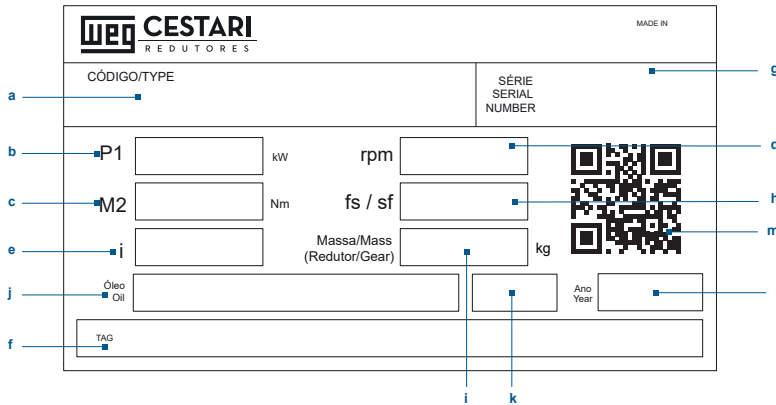 WEG CESTARI
REDUTORES
MADE IN
g
CÓDIGO/TYPE
SÉRIE
SERIAL
NUMBER
a
b
P1
kW
rpm
d
c
M2
Nm
fs / sf
h
m
e
i
Massa/Mass
(Redutor/Gear)
kg
j
Óleo
Oil
Ano
Year
f
TAG
i
k